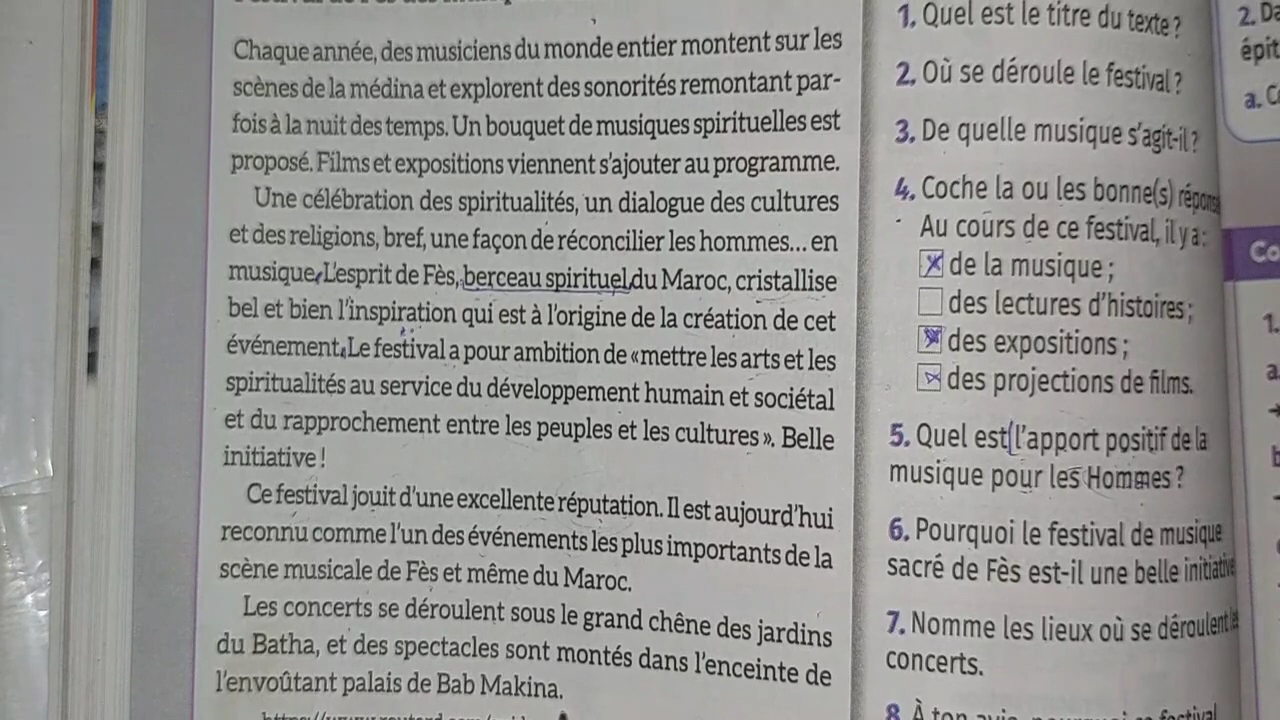 Chaque année, des musiciens du monde entier montent sur les
scènes de la médina et explorent des sonorités remontant par-
fois à la nuit des temps. Un bouquet de musiques spirituelles est
proposé. Films et expositions viennent s'ajouter au programme.
Une célébration des spiritualités, un dialogue des cultures
et des religions, bref, une façon de réconcilier les hommes... en
musique. L'esprit de Fès, berceau spirituel du Maroc, cristallise
bel et bien l'inspiration qui est à l'origine de la création de cet
événement. Le festival a pour ambition de «mettre les arts et les
spiritualités au service du développement humain et sociétal
et du rapprochement entre les peuples et les cultures». Belle
initiative!
Ce festival jouit d'une excellente réputation. Il est aujourd'hui
reconnu comme l'un des événements les plus importants de la
scène musicale de Fès et même du Maroc.
Les concerts se déroulent sous le grand chêne des jardins
du Batha, et des spectacles sont montés dans l'enceinte de
l'envoûtant palais de Bab Makina.
1. Quel est le titre du texte?
2. Où se déroule le festival?
3. De quelle musique s'agit-il?
4. Coche la ou les bonne(s)
Au cours de ce festival, il y a:
de la musique;
des lectures d'histoires;
des expositions;
des projections de films.
5. Quel est l'apport positif de la
musique pour les Hommes?
6. Pourquoi le festival de musique
sacré de Fès est-il une belle initiative
7. Nomme les lieux où se déroulent les
concerts.
8. À ton avis,
2.
épit
a.
Co
1.
a
b